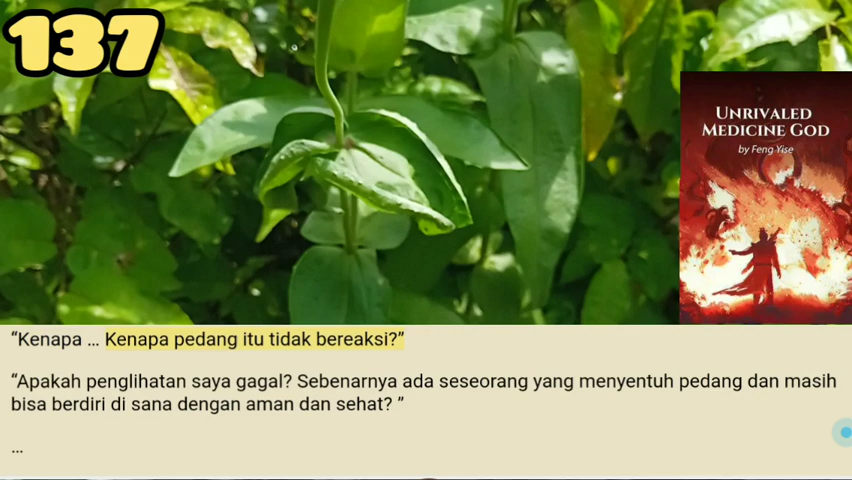 137
UNRIVALED
MEDICINE GOD
by Feng Yise
“Kenapa ... Kenapa pedang itu tidak bereaksi?”
“Apakah penglihatan saya gagal? Sebenarnya ada seseorang yang menyentuh pedang dan masih
bisa berdiri di sana dengan aman dan sehat? ”
...